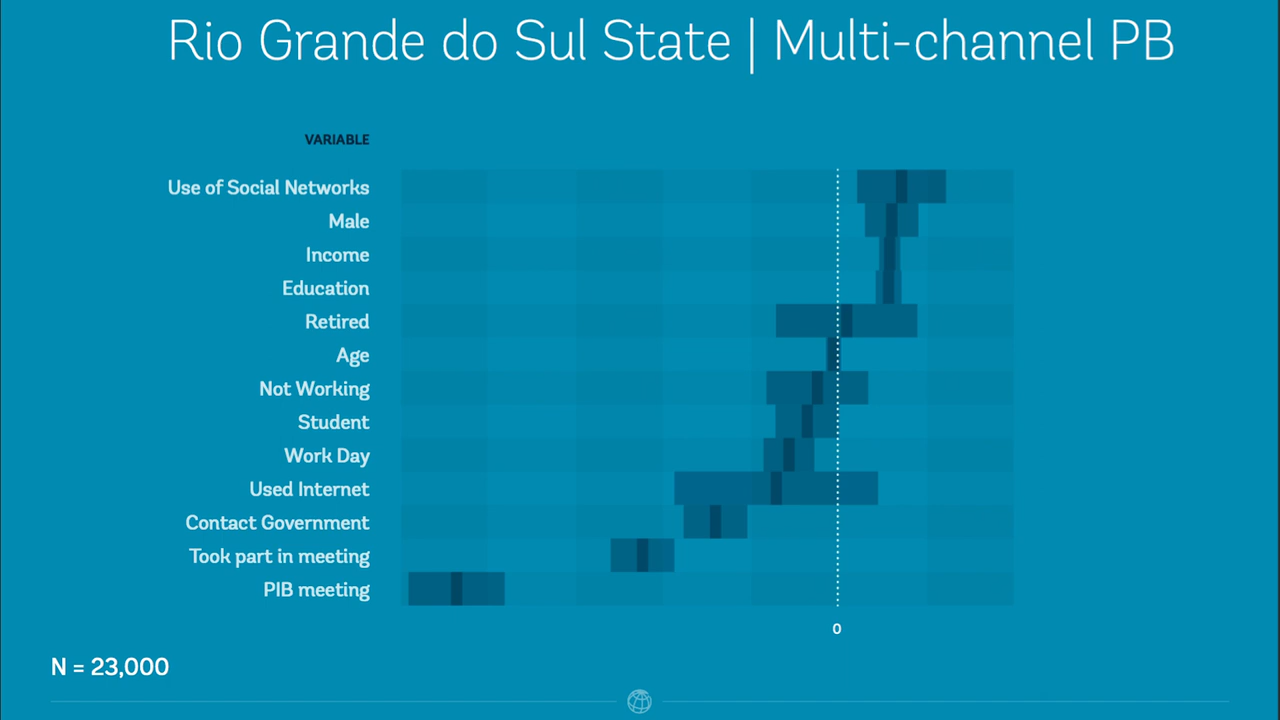 Rio Grande do Sul State | Multi-channel PB
VARIABLE
Use of Social Networks
Male
Income
Education
Retired
Age
Not Working
Student
Work Day
Used Internet
Contact Government
Took part in meeting
PIB meeting
0
N = 23,000